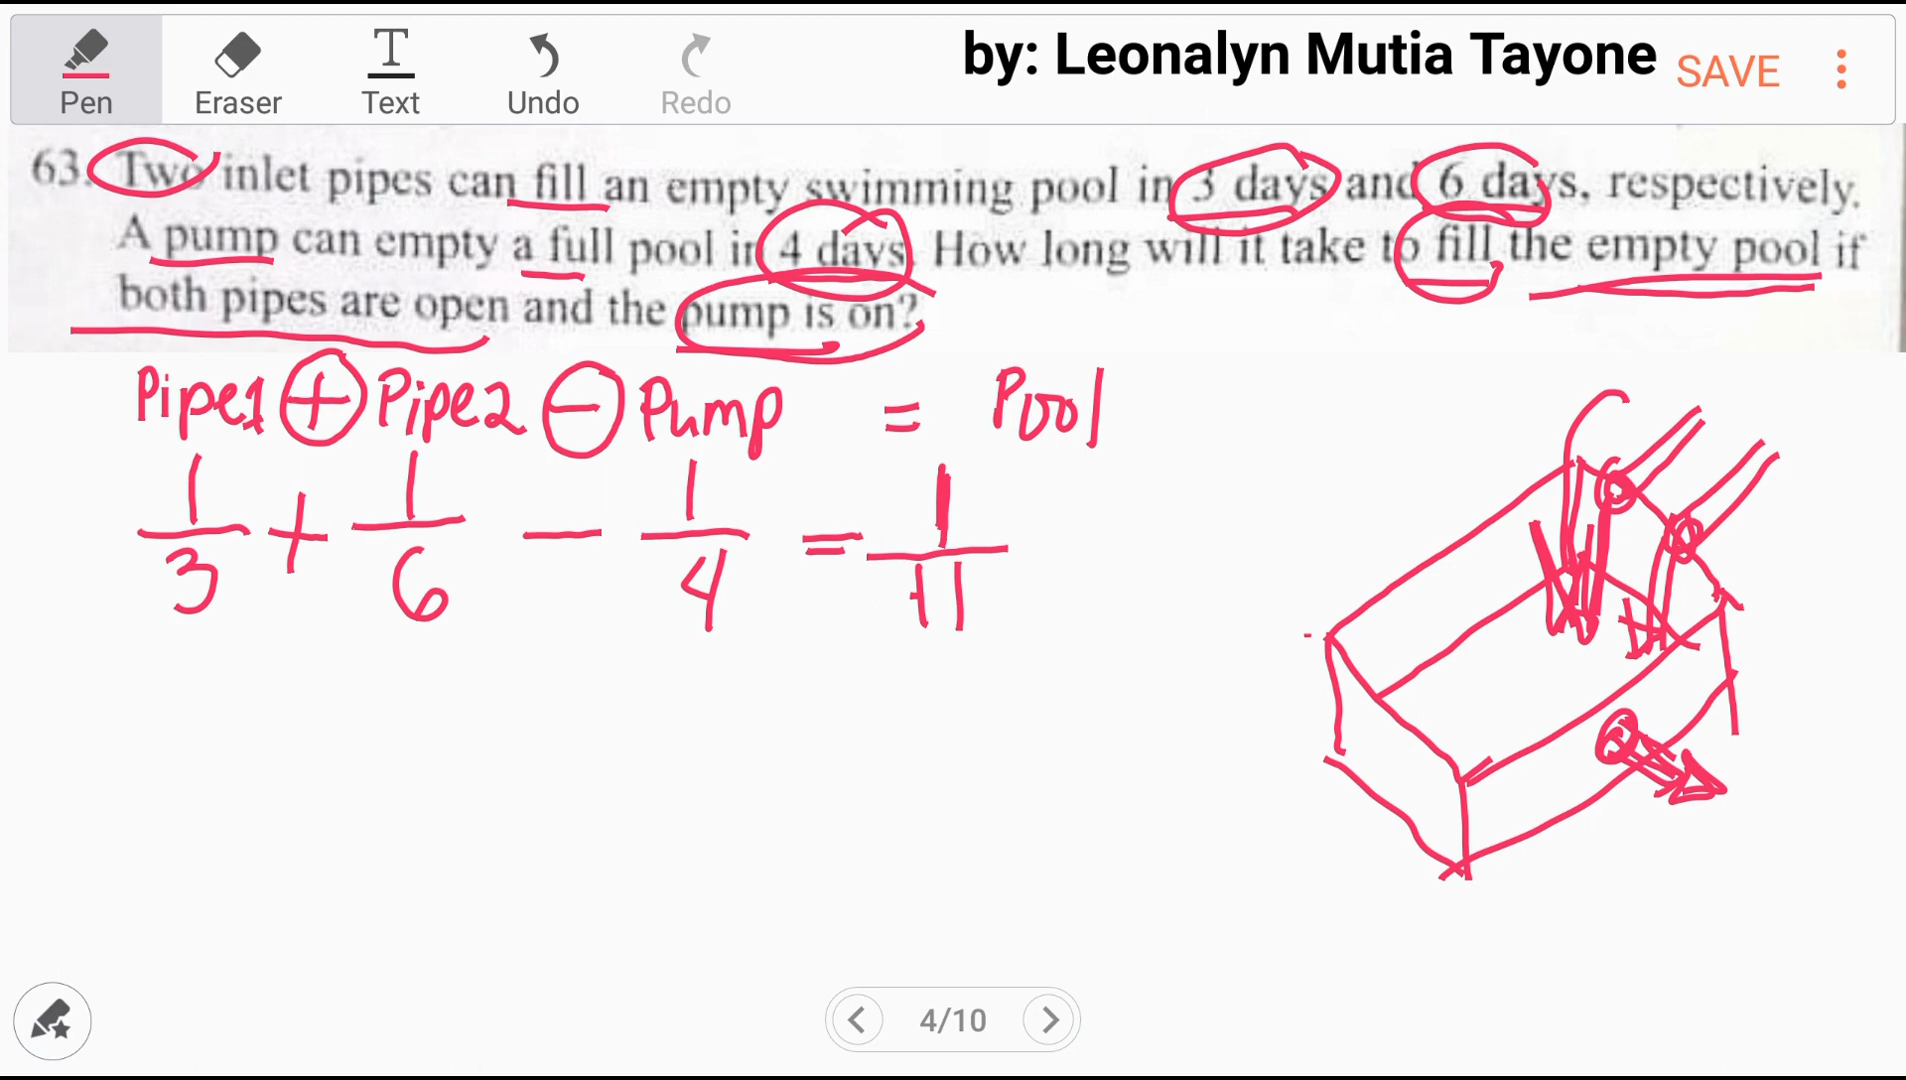 by: Leonalyn Mutia Tayone
SAVE
Pen
Eraser
Text
Undo
Redo
63. Two inlet pipes can fill an empty swimming pool in 3 days and 6 days, respectively.
A pump can empty a full pool in 4 days. How long will it take to fill the empty pool if
both pipes are open and the pump is on?
Pipe1 + Pipe2 - Pump = Pool
1/3 + 1/6 - 1/4 = 1/
4/10